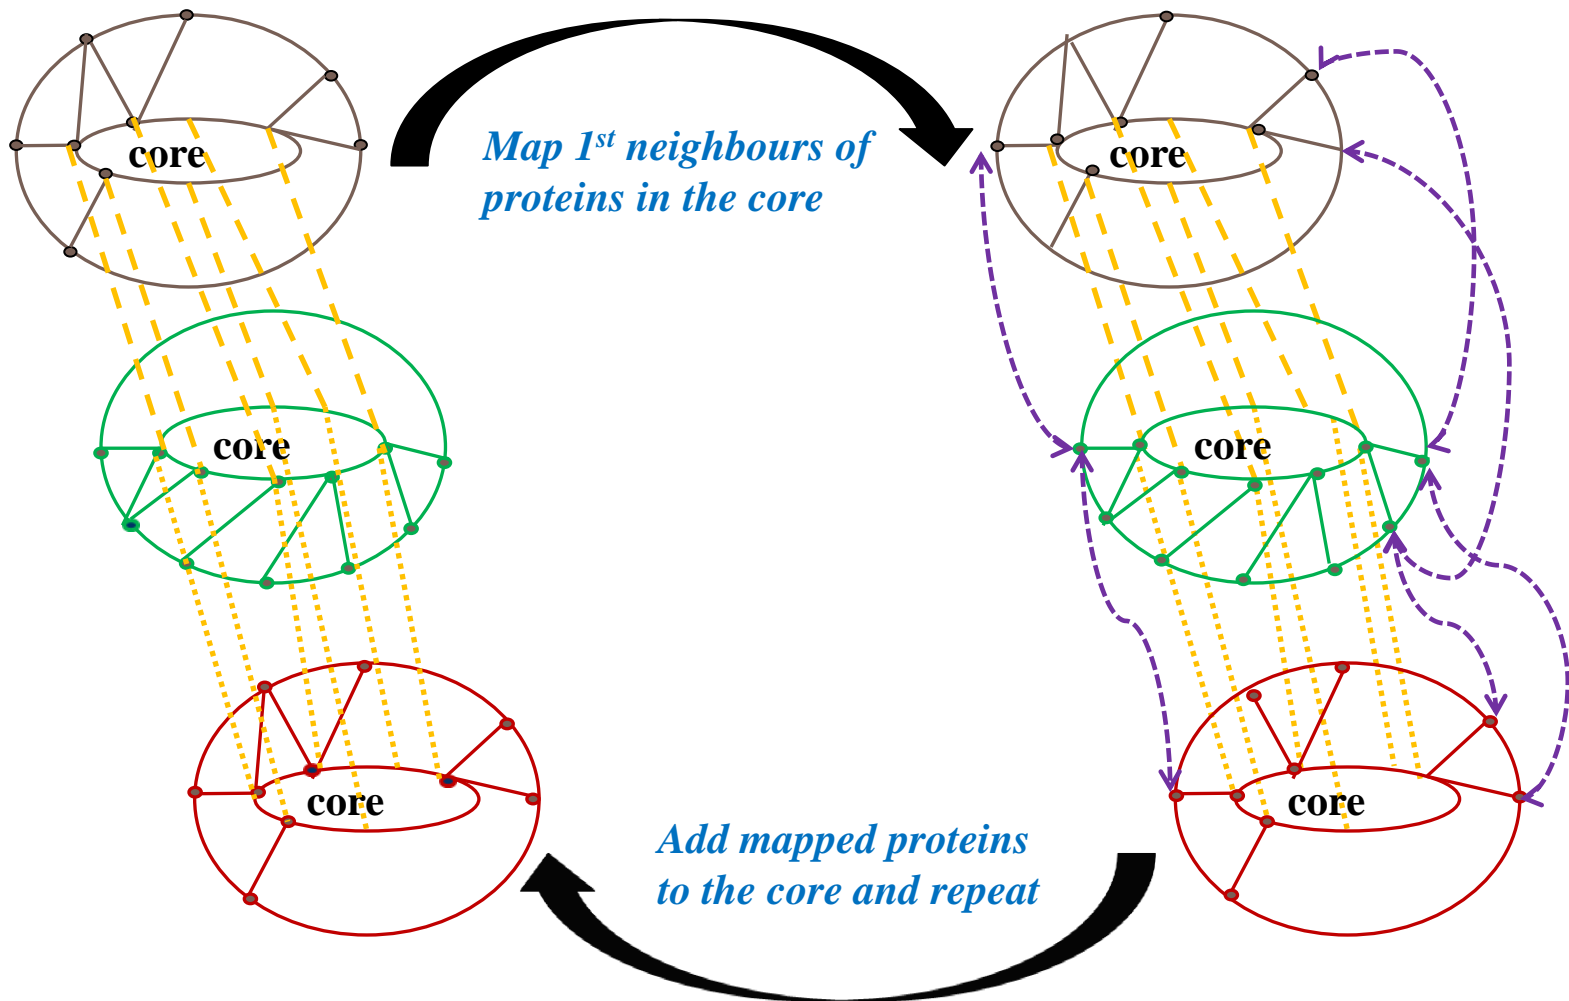 core
core
Map 1st neighbours of
proteins in the core
core
core
core
core
Add mapped proteins
to the core and repeat